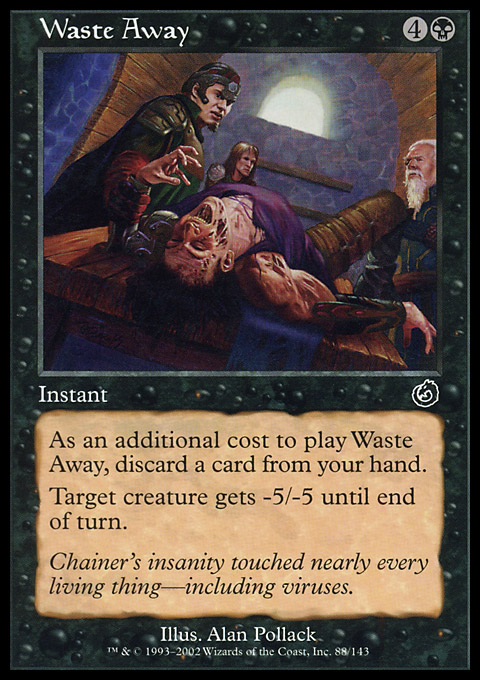 Waste Away 4
Instant
As an additional cost to play Waste
Away, discard a card from your hand.
Target creature gets -5/-5 until end
of turn.
Chainer's insanity touched nearly every
living thing—including viruses.
Illus. Alan Pollack
™ & © 1993-2002 Wizards of the Coast, Inc. 88/143